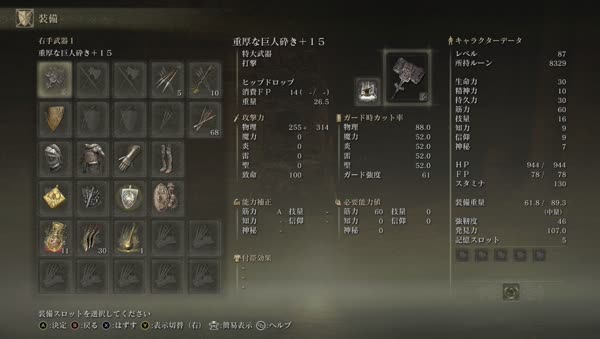 装備
右手武器1
重厚な巨人砕き+15
5
10
68
11
30
1
装備スロットを選択してください
A:決定 B:戻る X:はずす Y:表示切替(右) :簡易表示 :ヘルプ
重厚な巨人砕き+15
特大武器
打撃
ヒップドロップ
消費FP 14( -/ -)
重量 26.5
攻撃力
物理 255+ 314
魔力 0
炎 0
雷 0
聖 0
致命 100
ガード時カット率
物理 88.0
魔力 52.0
炎 52.0
雷 52.0
聖 52.0
ガード強度 61
能力補正
筋力 A 技量 -
知力 - 信仰 -
神秘 -
必要能力値
筋力 60 技量 0
知力 0 信仰 0
神秘 0
付帯効果
-
-
-
キャラクターデータ
レベル 87
所持ルーン 8329
生命力 30
精神力 10
持久力 30
筋力 60
技量 16
知力 9
信仰 9
神秘 7
HP 944/ 944
FP 78/ 78
スタミナ 130
装備重量 61.8/ 89.3
(中量)
強靭度 46
発見力 107.0
記憶スロット 5